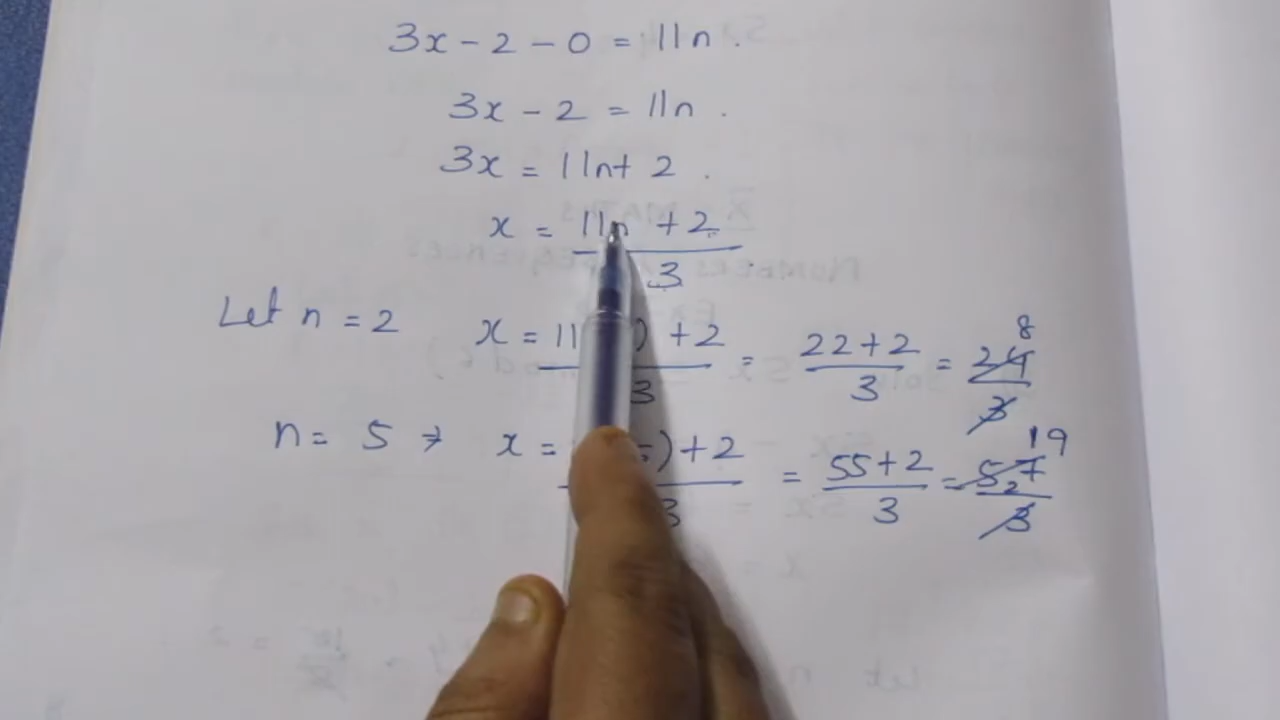 3x - 2 - 0 = 11n.
3x - 2 = 11n.
3x = 11n + 2.
x = 11n + 2 / 3
Let n = 2 x = 11 ) + 2 / 3 = 22 + 2 / 3 = 24 / 3 8
n = 5 ⇒ x = ) + 2 / 3 = 55 + 2 / 3 = 57 / 3 19